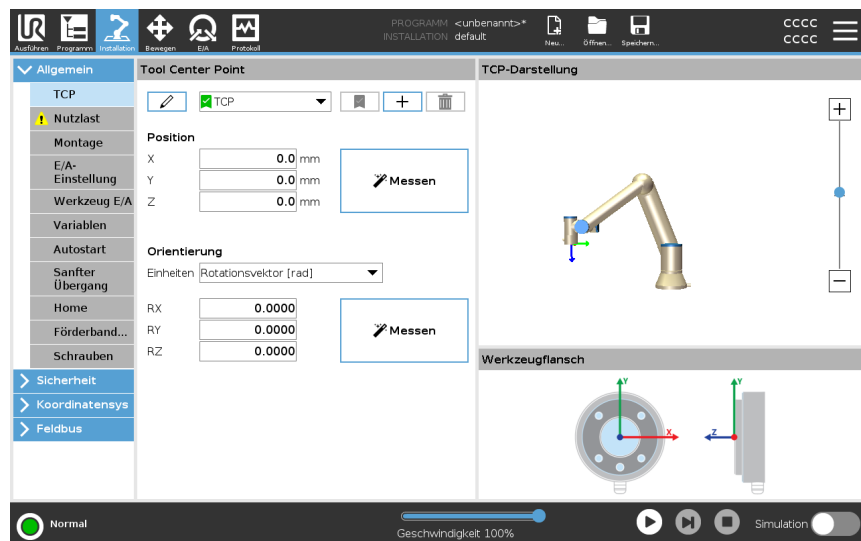 UR
PROGRAMM <unbenannt>*
INSTALLATION default
CCCC
CCCC
Ausführen Programm Installation Bewegen E/A Protokoll Neu... Öffnen... Speichern...
Allgemein
TCP
Nutzlast
Montage
E/A-
Einstellung
Werkzeug E/A
Variablen
Autostart
Sanfter
Übergang
Home
Förderband...
Schrauben
Sicherheit
Koordinatensys
Feldbus
Tool Center Point
TCP
Position
X 0.0 mm
Y 0.0 mm
Z 0.0 mm
Messen
Orientierung
Einheiten Rotationsvektor [rad]
RX 0.0000
RY 0.0000
RZ 0.0000
Messen
TCP-Darstellung
Werkzeugflansch
Y
X
Y
Z
Normal
Geschwindigkeit 100%
Simulation